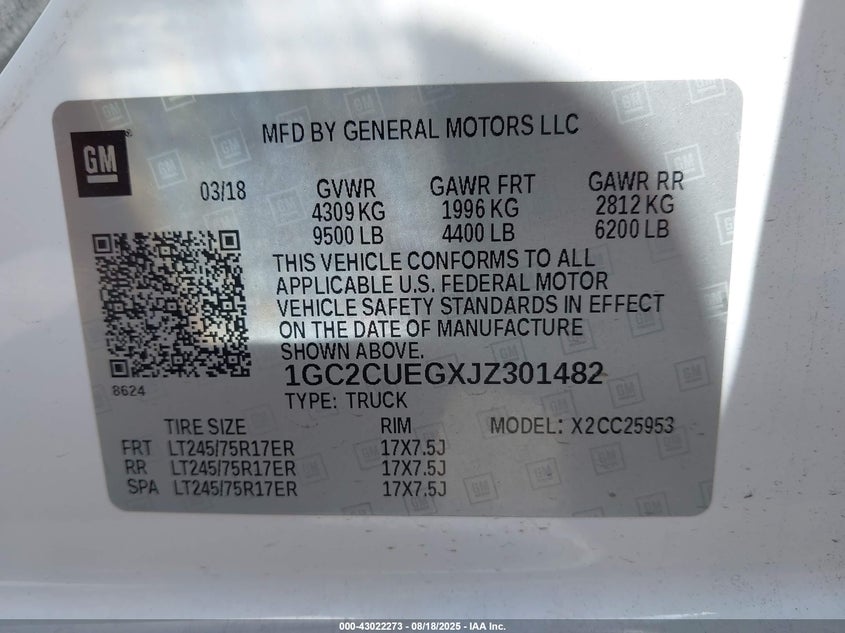 MFD BY GENERAL MOTORS LLC
GM
03/18 GVWR GAWR FRT GAWR RR
4309 KG 1996 KG 2812 KG
9500 LB 4400 LB 6200 LB
THIS VEHICLE CONFORMS TO ALL
APPLICABLE U.S. FEDERAL MOTOR
VEHICLE SAFETY STANDARDS IN EFFECT
ON THE DATE OF MANUFACTURE
SHOWN ABOVE.
8624
1GC2CUEGXJZ301482
TYPE: TRUCK
TIRE SIZE RIM MODEL: X2CC25953
FRT LT245/75R17ER 17X7.5J
RR LT245/75R17ER 17X7.5J
SPA LT245/75R17ER 17X7.5J
000-43022273 - 08/18/2025 - IAA Inc.